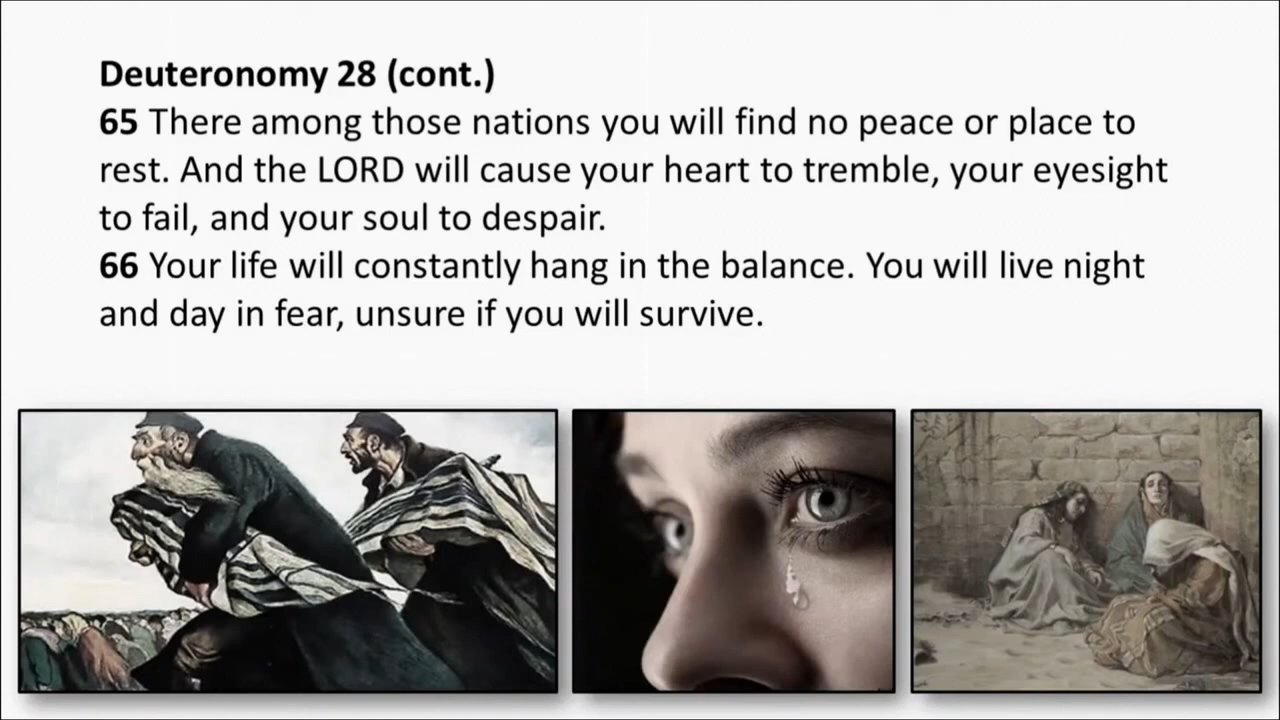 Deuteronomy 28 (cont.)
65 There among those nations you will find no peace or place to
rest. And the LORD will cause your heart to tremble, your eyesight
to fail, and your soul to despair.
66 Your life will constantly hang in the balance. You will live night
and day in fear, unsure if you will survive.